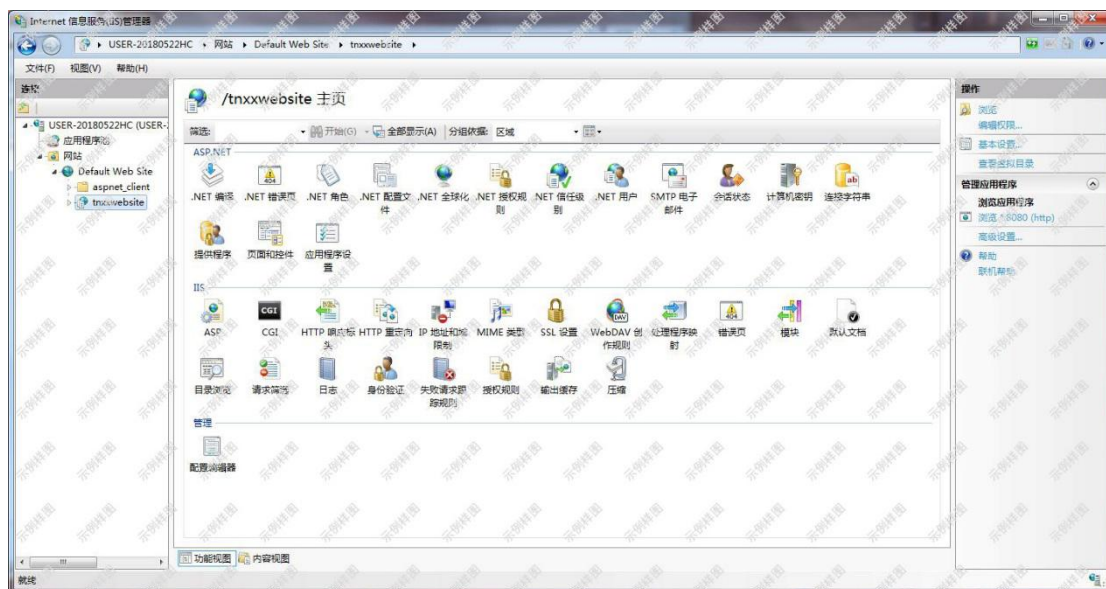 Internet 信息服务(IIS)管理器
USER-20180522HC ▸ 网站 ▸ Default Web Site ▸ tnxxwebsite ▸
文件(F) 视图(V) 帮助(H)
连接
USER-20180522HC (USER-
应用程序池
网站
Default Web Site
aspnet_client
tnxxwebsite
/tnxxwebsite 主页
筛选: 开始(G) 全部显示(A) 分组依据: 区域
ASP.NET
.NET 编译 .NET 错误页 .NET 角色 .NET 配置文件 .NET 全球化 .NET 授权规则 .NET 信任级别 .NET 用户 SMTP 电子邮件 会话状态 计算机密钥 连接字符串
提供程序 页面和控件 应用程序设置
IIS
ASP CGI HTTP 响应标头 HTTP 重定向 IP 地址和域限制 MIME 类型 SSL 设置 WebDAV 创作规则 处理程序映射 错误页 模块 默认文档
目录浏览 请求筛选 日志 身份验证 失败请求跟踪规则 授权规则 输出缓存 压缩
管理
配置编辑器
功能视图 内容视图
就绪
操作
浏览
编辑权限...
基本设置...
查看虚拟目录
管理应用程序
浏览应用程序
浏览 *:8080 (http)
高级设置...
帮助
联机帮助
示例样图